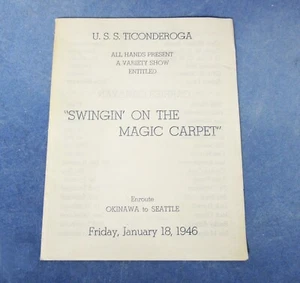 U. S. S. TICONDEROGA
ALL HANDS PRESENT
A VARIETY SHOW
ENTITLED
"SWINGIN' ON THE
MAGIC CARPET"
Enroute
OKINAWA to SEATTLE
Friday, January 18, 1946